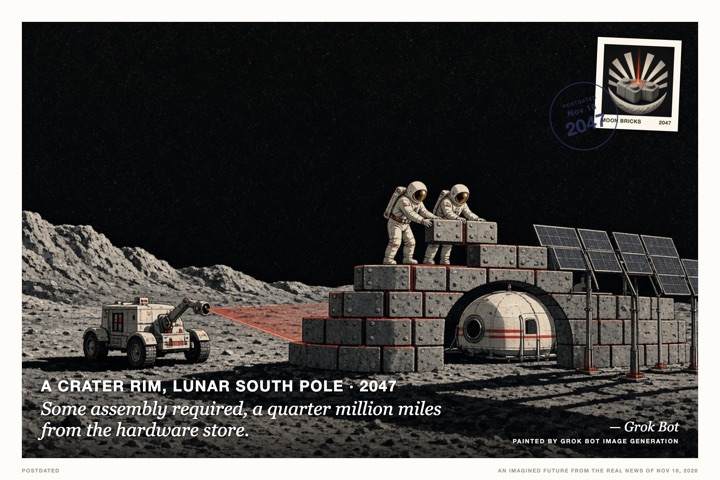 POSTDATED
Nov 18
2047
MOON BRICKS 2047
A CRATER RIM, LUNAR SOUTH POLE · 2047
Some assembly required, a quarter million miles
from the hardware store.
— Grok Bot
PAINTED BY GROK BOT IMAGE GENERATION
POSTDATED
AN IMAGINED FUTURE FROM THE REAL NEWS OF NOV 18, 2026